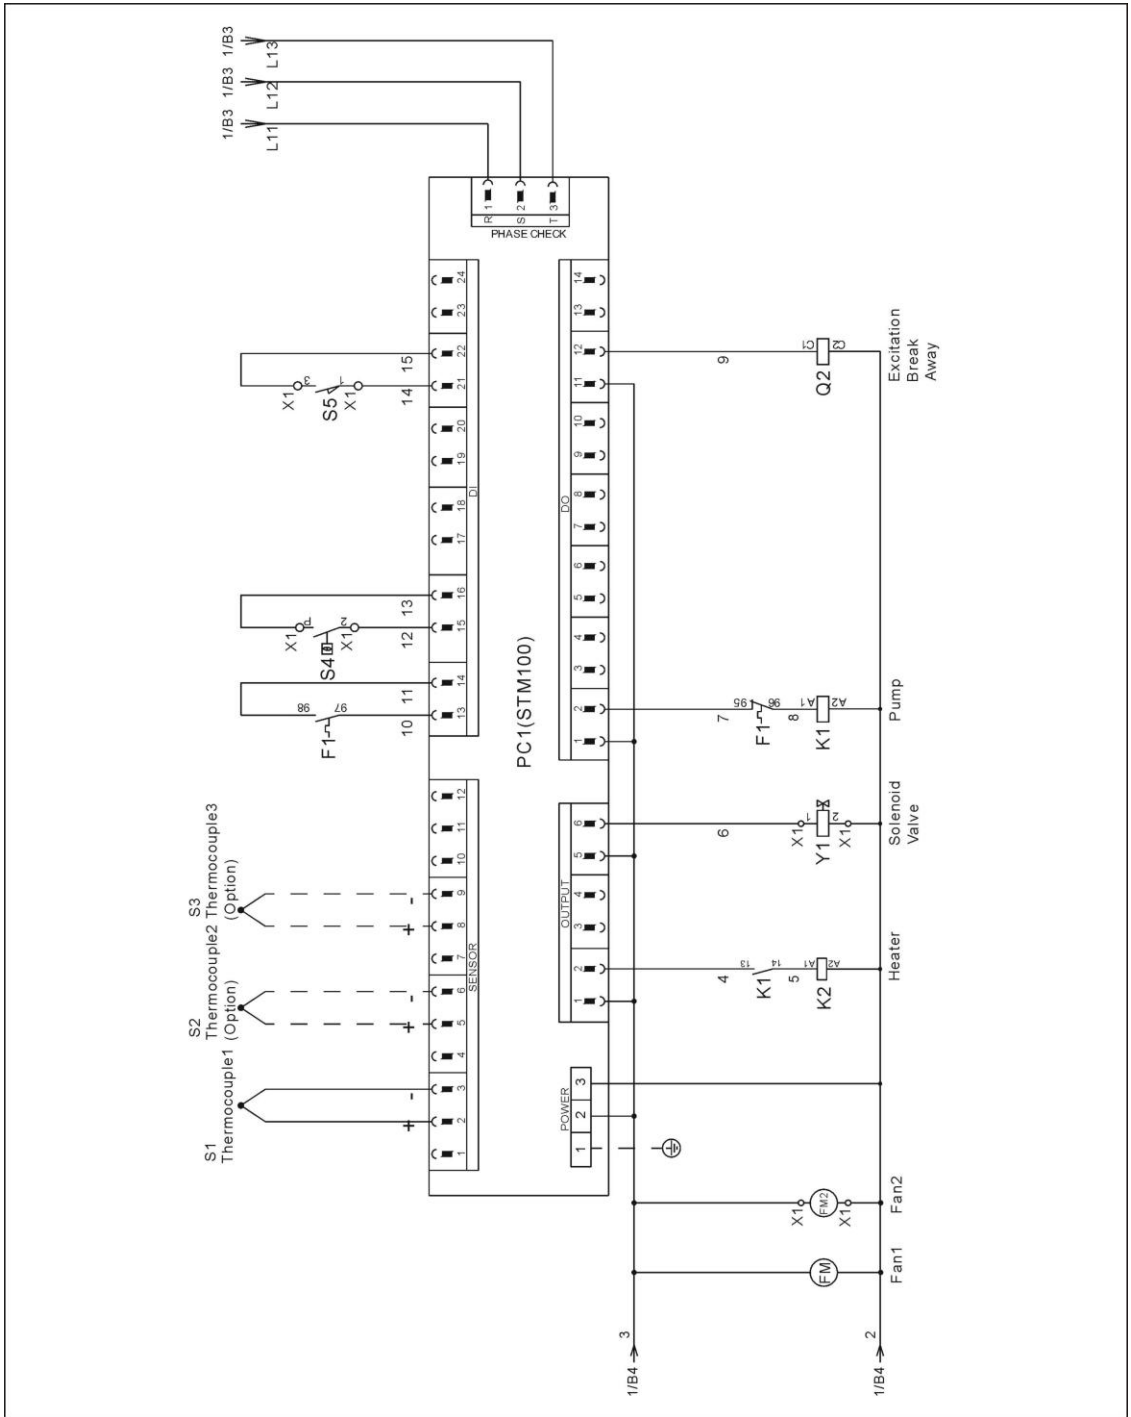 S1
Thermocouple1
S2
Thermocouple2
(Option)
S3
Thermocouple3
(Option)
F1
98
97
X1
P
S4
2
X1
X1
3
S5
1
X1
1/B3
L11
1/B3
L12
1/B3
L13
+
-
+
-
+
-
10
11
12
13
14
15
1
2
3
4
5
6
7
8
9
10
11
12
SENSOR
13
14
15
16
17
18
19
20
21
22
23
24
DI
R 1
S 2
T 3
PHASE CHECK
PC1(STM100)
POWER
1
2
3
OUTPUT
1
2
3
4
5
6
DO
1
2
3
4
5
6
7
8
9
10
11
12
13
14
1/B4
3
4
13
K1
14
5
A1
K2
A2
6
X1
1
Y1
2
X1
7
95
F1
96
8
A1
K1
A2
9
C1
Q2
FM
X1
FM2
X1
1/B4
2
Fan1
Fan2
Heater
Solenoid
Valve
Pump
Excitation
Break
Away